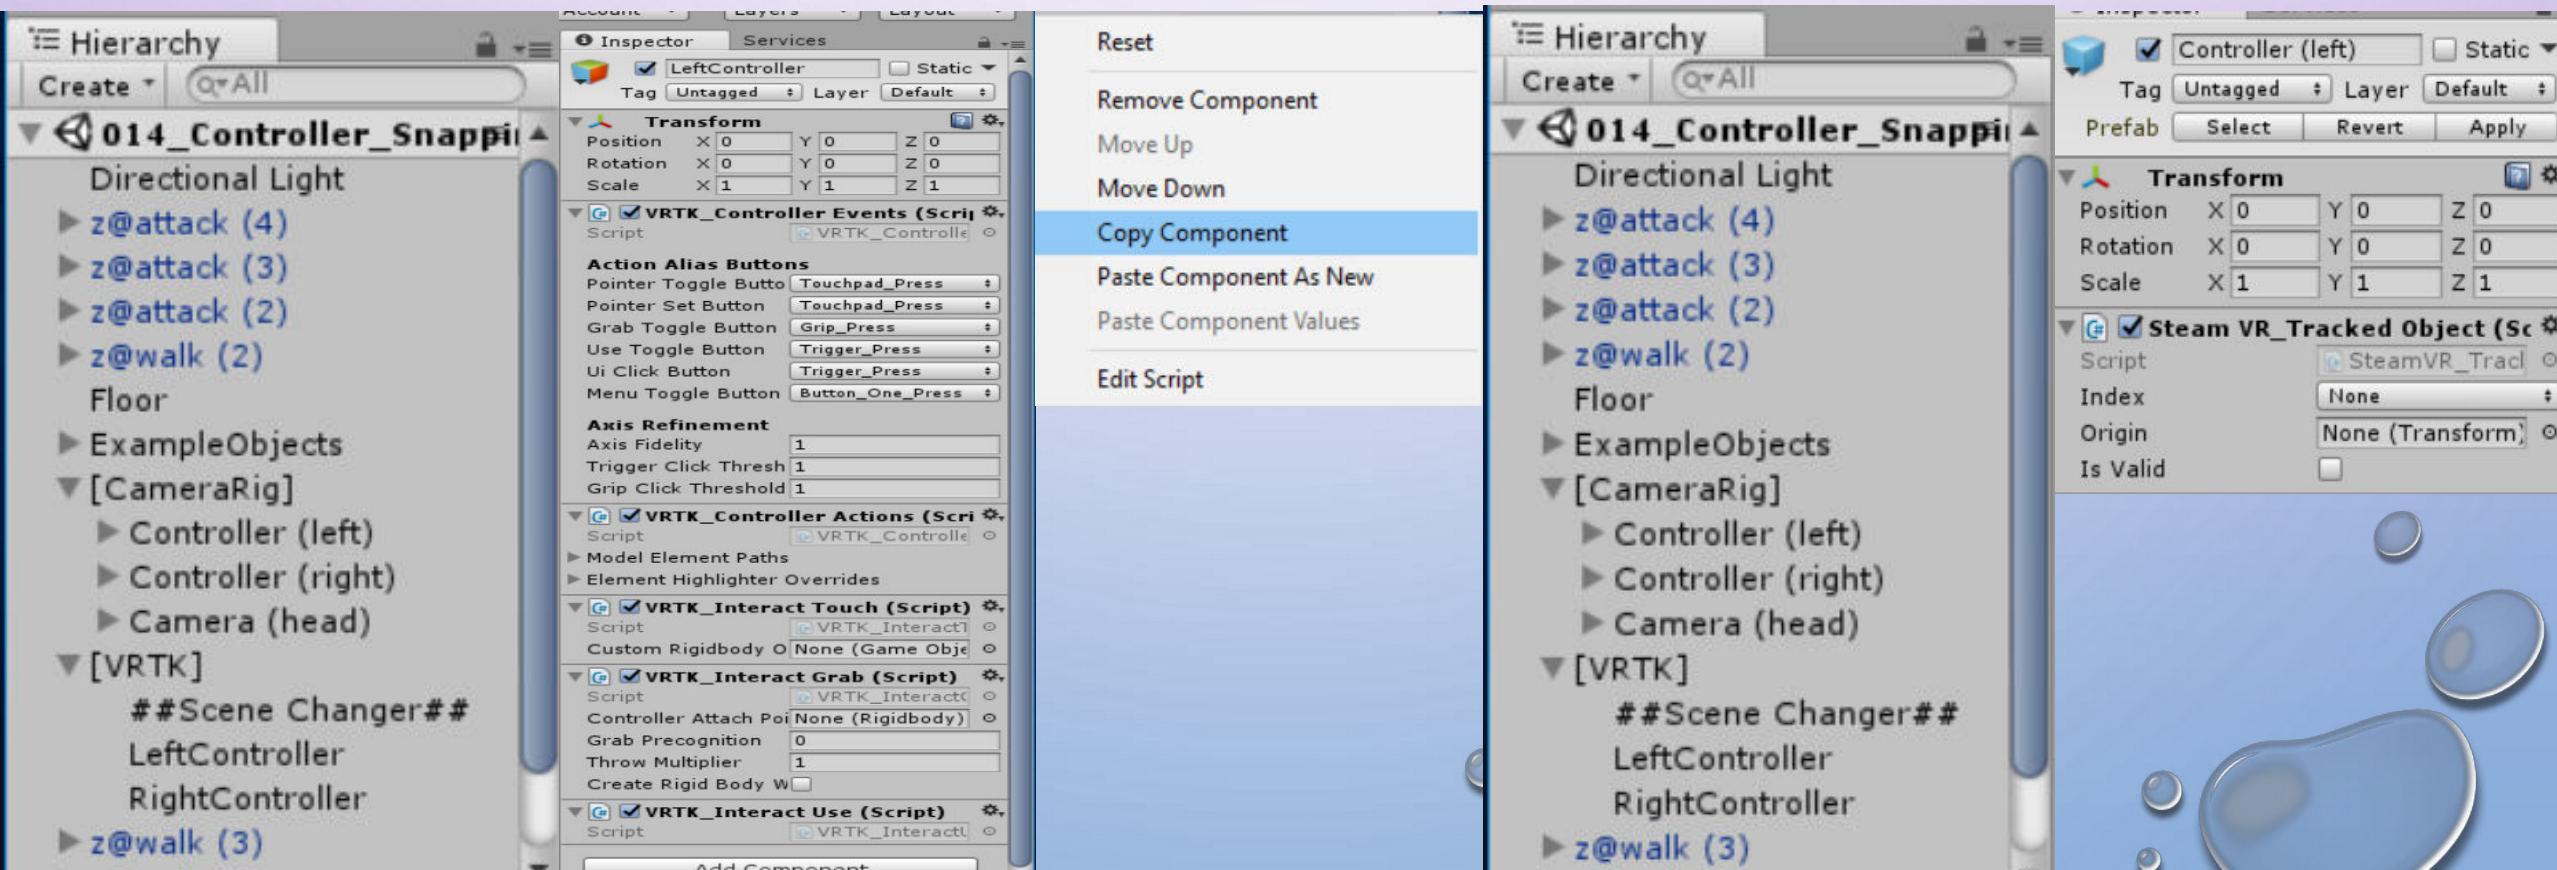 Hierarchy
Create
All
014_Controller_Snappi
Directional Light
z@attack (4)
z@attack (3)
z@attack (2)
z@walk (2)
Floor
ExampleObjects
[CameraRig]
Controller (left)
Controller (right)
Camera (head)
[VRTK]
##Scene Changer##
LeftController
RightController
z@walk (3)
Account Layers Layout
Inspector Services
LeftController Static
Tag Untagged Layer Default
Transform
Position X 0 Y 0 Z 0
Rotation X 0 Y 0 Z 0
Scale X 1 Y 1 Z 1
VRTK_Controller Events (Scrip
Script VRTK_Controlle
Action Alias Buttons
Pointer Toggle Butto Touchpad_Press
Pointer Set Button Touchpad_Press
Grab Toggle Button Grip_Press
Use Toggle Button Trigger_Press
Ui Click Button Trigger_Press
Menu Toggle Button Button_One_Press
Axis Refinement
Axis Fidelity 1
Trigger Click Thresh 1
Grip Click Threshold 1
VRTK_Controller Actions (Scri
Script VRTK_Controlle
Model Element Paths
Element Highlighter Overrides
VRTK_Interact Touch (Script)
Script VRTK_InteractT
Custom Rigidbody O None (Game Obje
VRTK_Interact Grab (Script)
Script VRTK_InteractG
Controller Attach Poi None (Rigidbody)
Grab Precognition 0
Throw Multiplier 1
Create Rigid Body W
VRTK_Interact Use (Script)
Script VRTK_InteractU
Add Component
Reset
Remove Component
Move Up
Move Down
Copy Component
Paste Component As New
Paste Component Values
Edit Script
Hierarchy
Create
All
014_Controller_Snappi
Directional Light
z@attack (4)
z@attack (3)
z@attack (2)
z@walk (2)
Floor
ExampleObjects
[CameraRig]
Controller (left)
Controller (right)
Camera (head)
[VRTK]
##Scene Changer##
LeftController
RightController
z@walk (3)
Controller (left) Static
Tag Untagged Layer Default
Prefab Select Revert Apply
Transform
Position X 0 Y 0 Z 0
Rotation X 0 Y 0 Z 0
Scale X 1 Y 1 Z 1
Steam VR_Tracked Object (Sc
Script SteamVR_Tracl
Index None
Origin None (Transform)
Is Valid